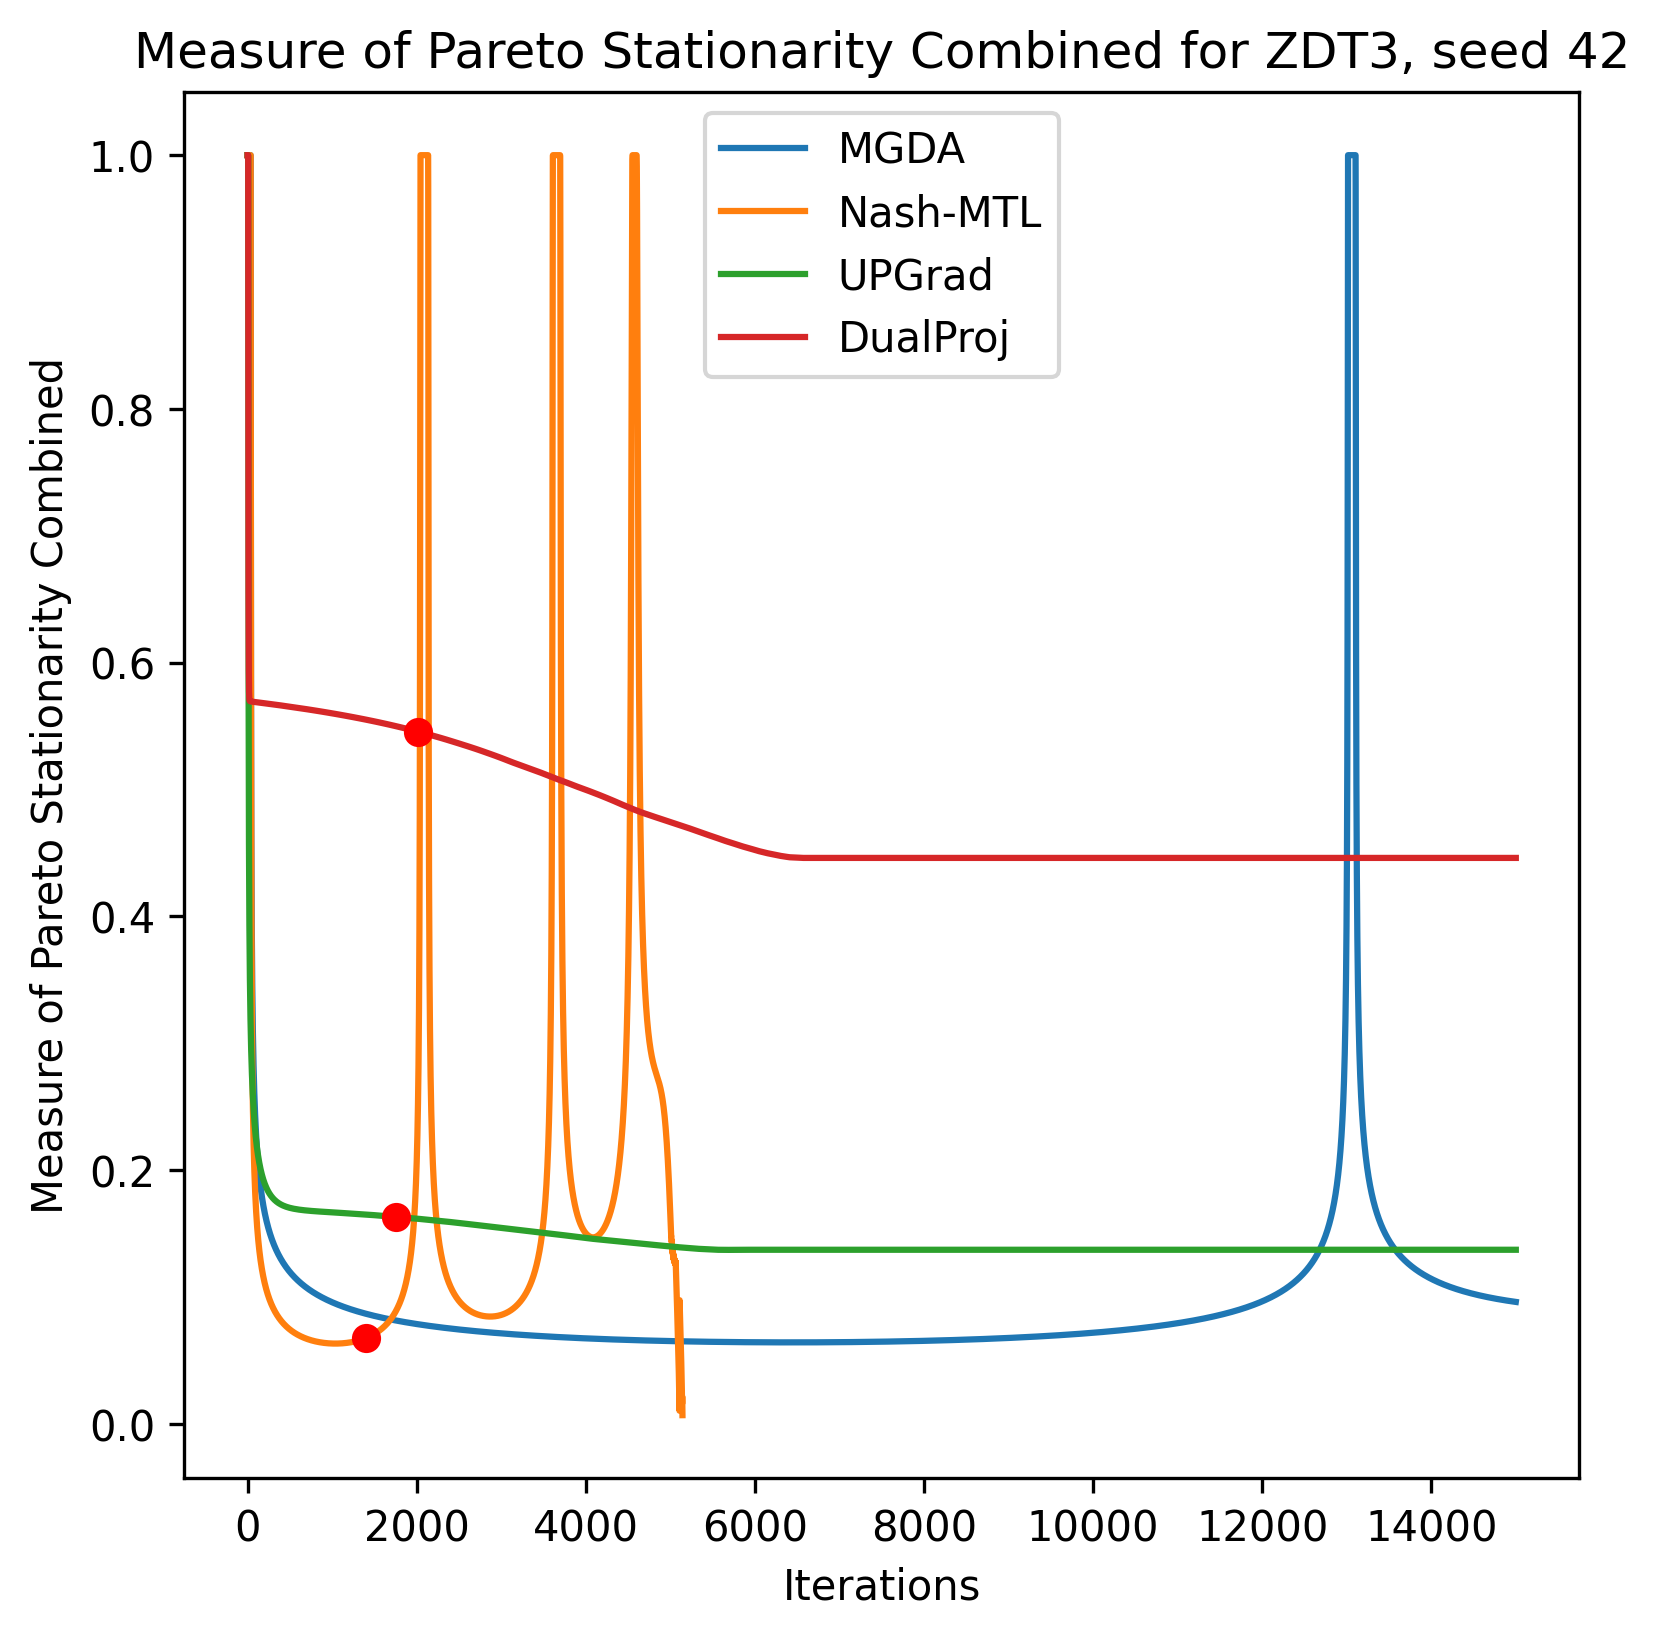 Measure of Pareto Stationarity Combined for ZDT3, seed 42
MGDA
Nash-MTL
UPGrad
DualProj
Measure of Pareto Stationarity Combined
1.0
0.8
0.6
0.4
0.2
0.0
0 2000 4000 6000 8000 10000 12000 14000
Iterations